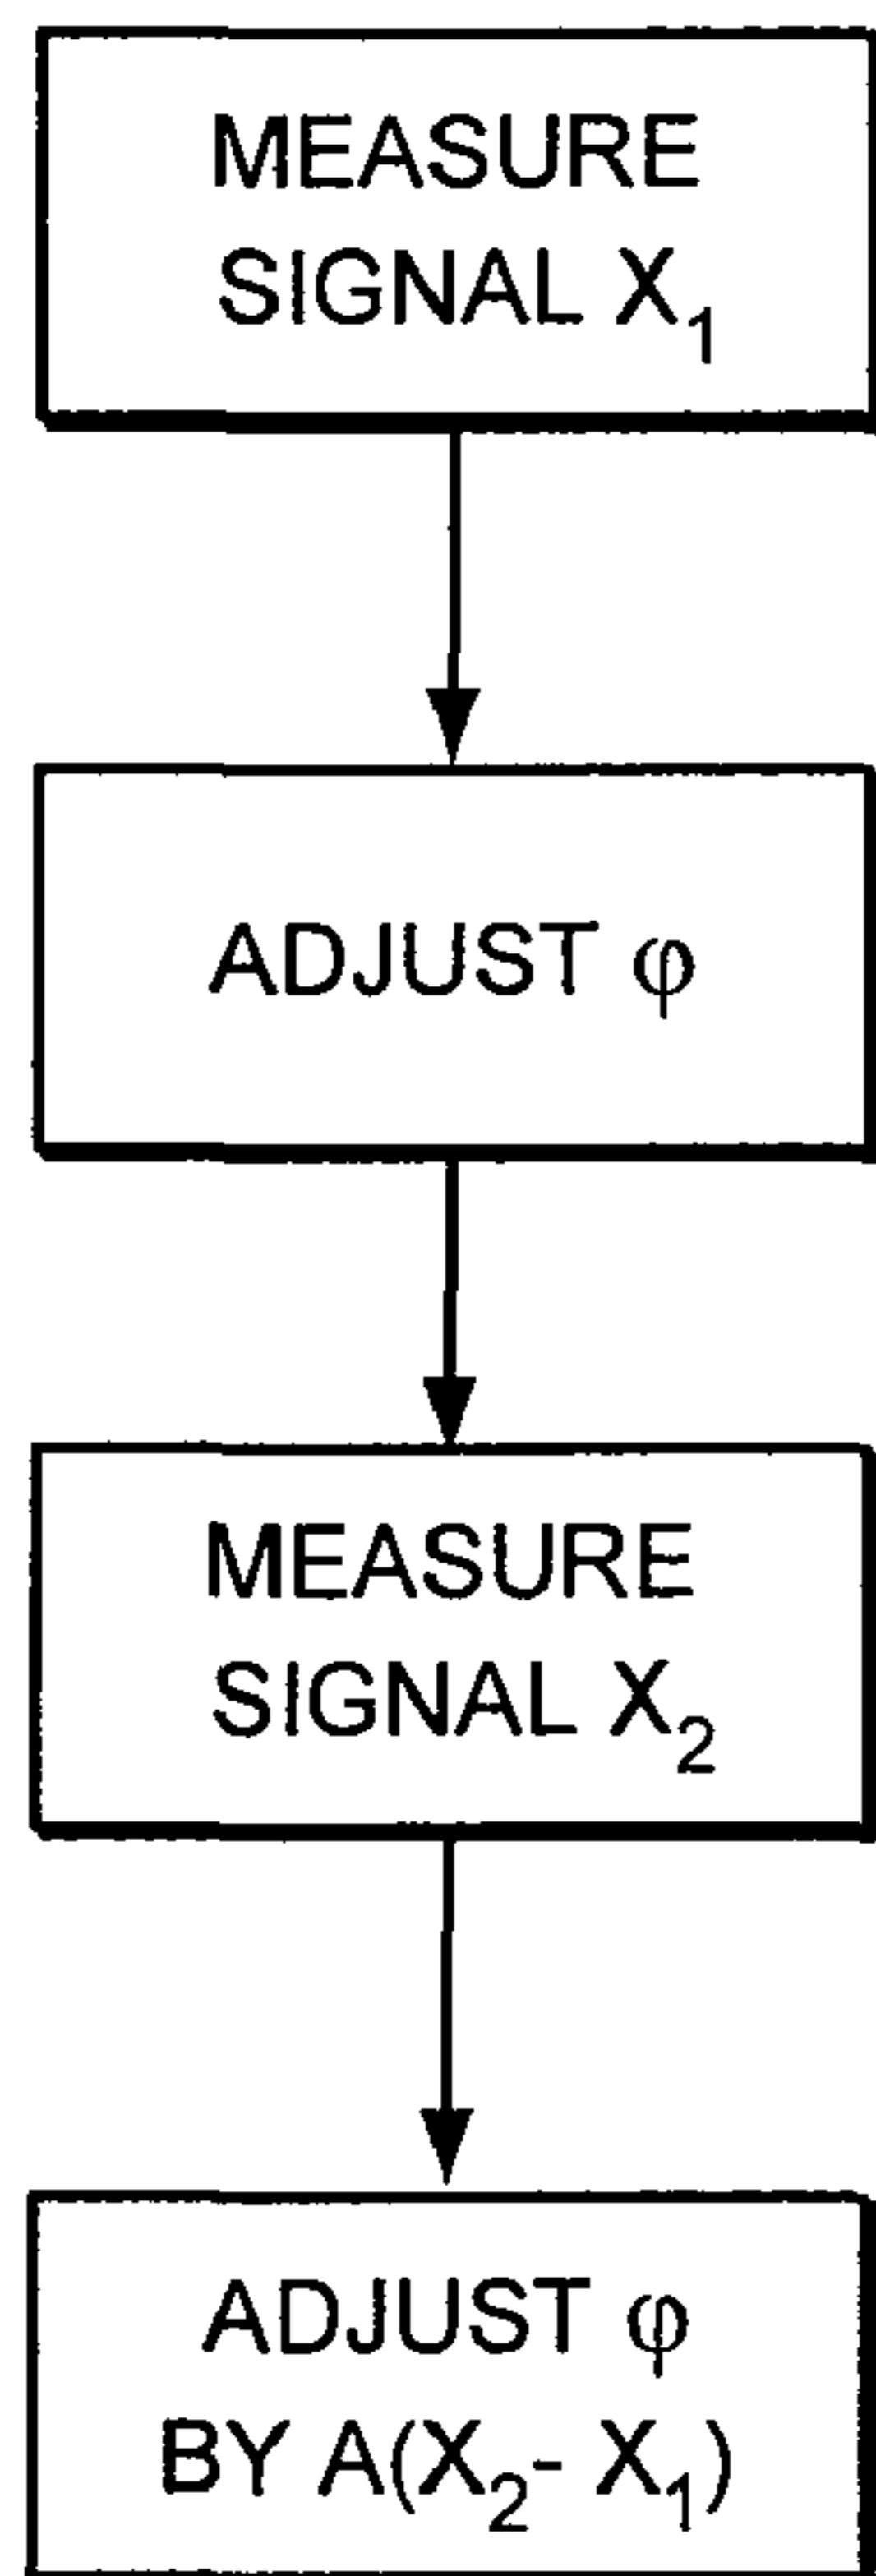 MEASURE
SIGNAL X₁
ADJUST φ
MEASURE
SIGNAL X₂
ADJUST φ
BY A(X₂- X₁)